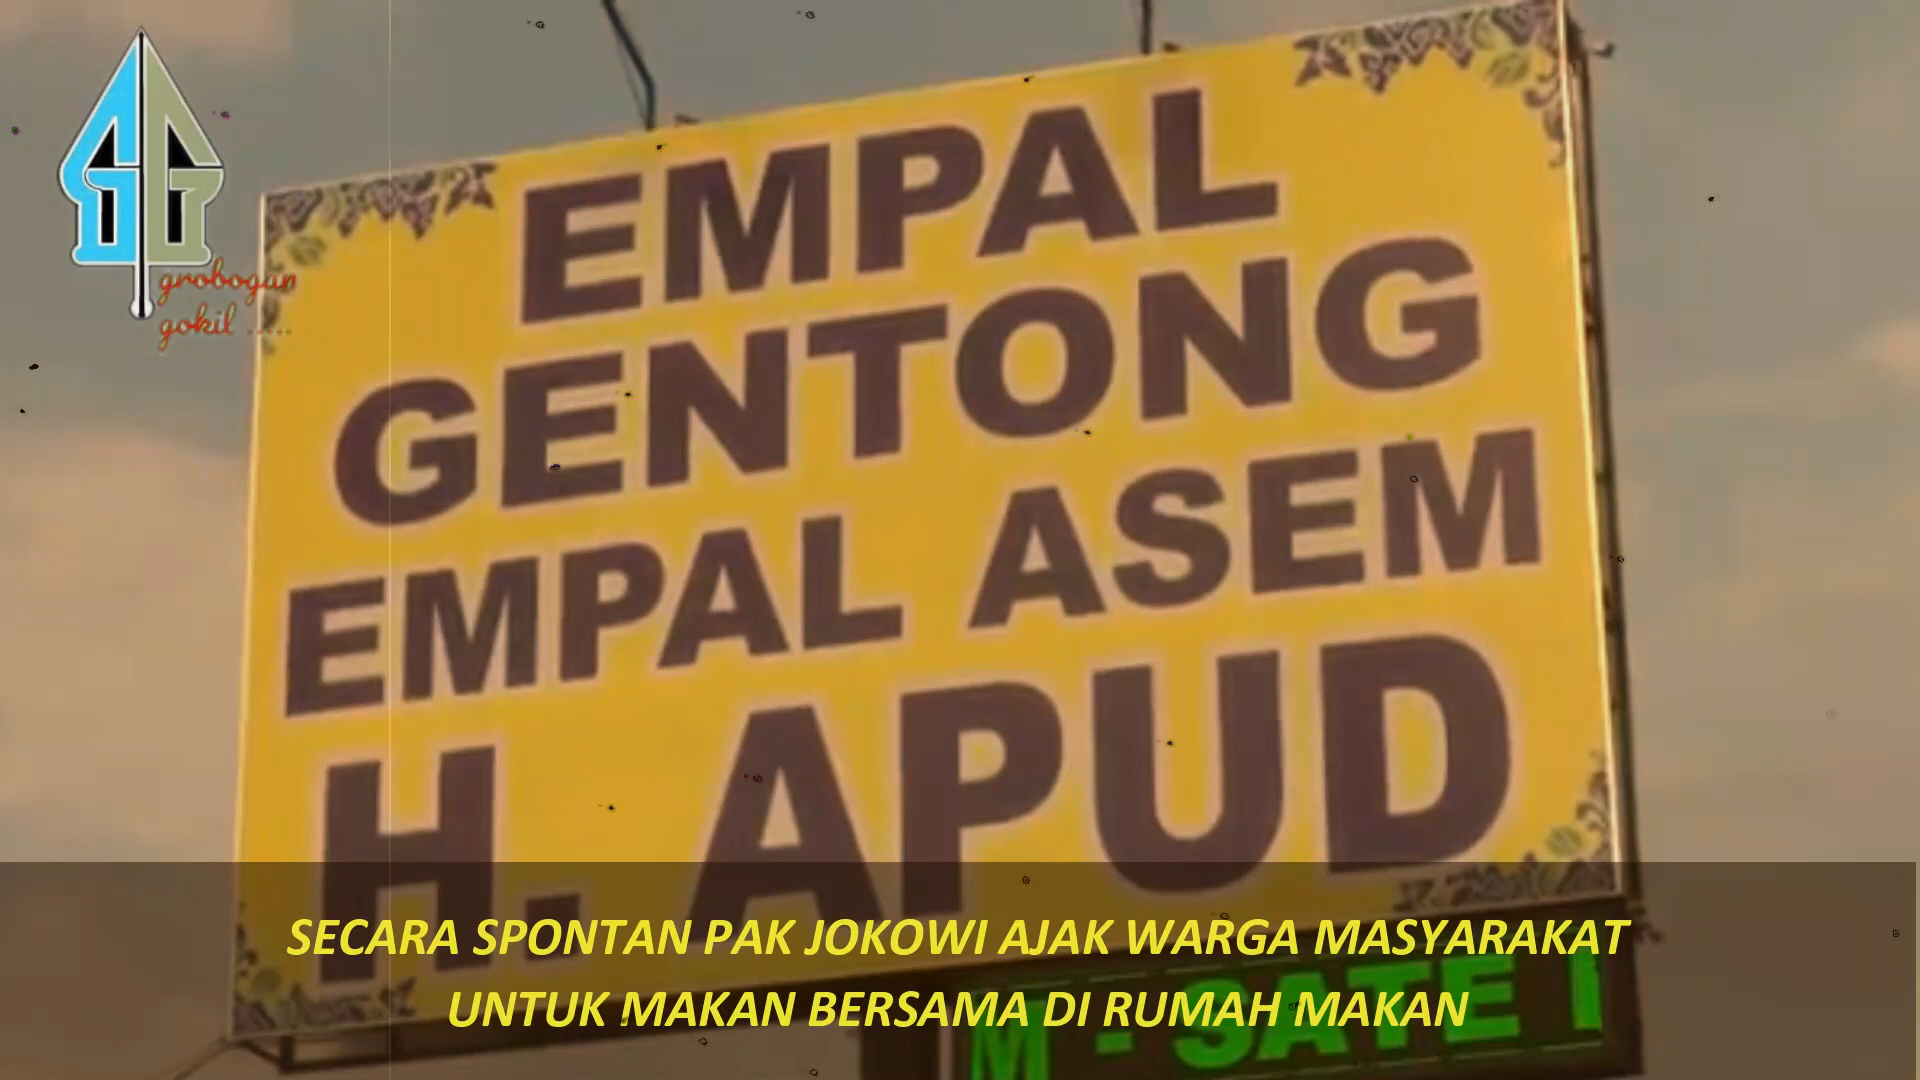 grobogan
gokil .....
EMPAL
GENTONG
EMPAL ASEM
H. APUD
SECARA SPONTAN PAK JOKOWI AJAK WARGA MASYARAKAT
UNTUK MAKAN BERSAMA DI RUMAH MAKAN
M - SATE